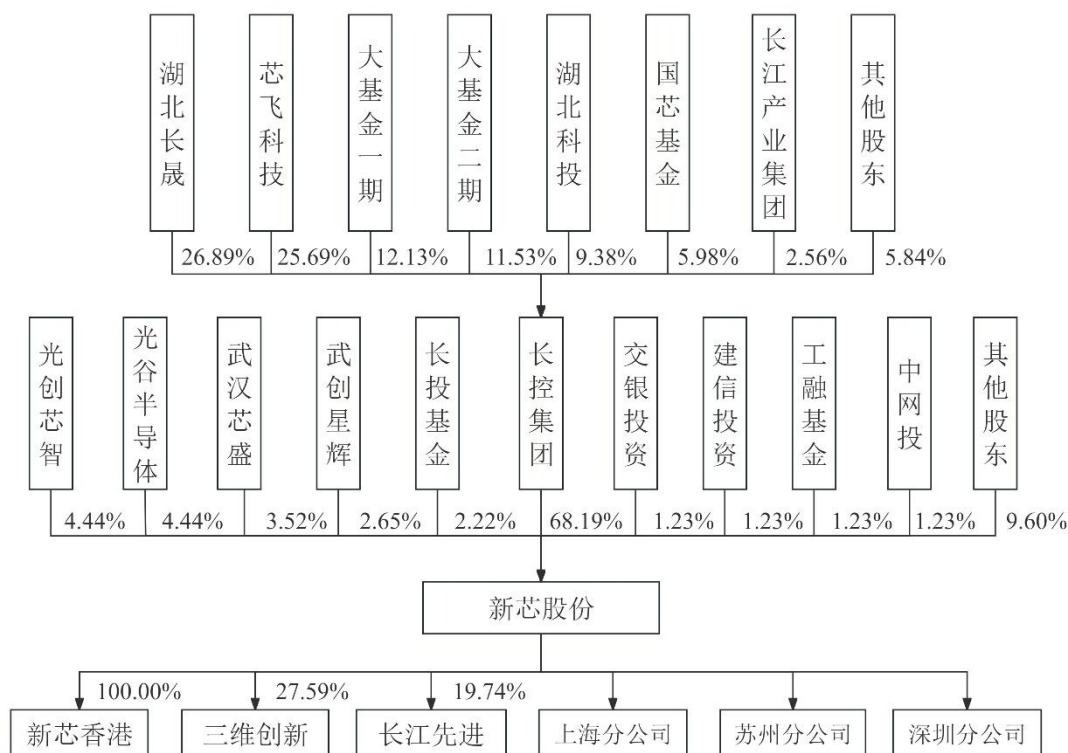 湖北长晟
芯飞科技
大基金一期
大基金二期
湖北科投
国芯基金
长江产业集团
其他股东
26.89%
25.69%
12.13%
11.53%
9.38%
5.98%
2.56%
5.84%
光创芯智
光谷半导体
武汉芯盛
武创星辉
长投基金
长控集团
交银投资
建信投资
工融基金
中网投
其他股东
4.44%
4.44%
3.52%
2.65%
2.22%
68.19%
1.23%
1.23%
1.23%
1.23%
9.60%
新芯股份
100.00%
27.59%
19.74%
新芯香港
三维创新
长江先进
上海分公司
苏州分公司
深圳分公司